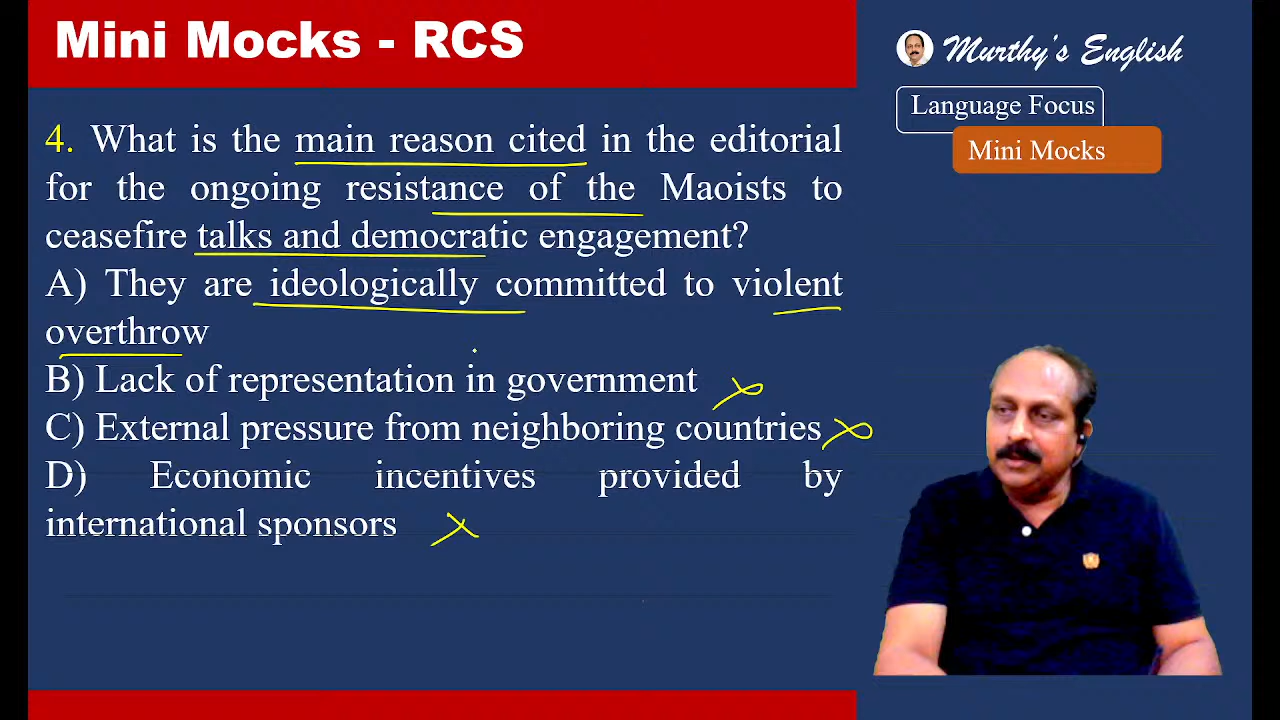 Mini Mocks - RCS
Murthy's English
Language Focus
Mini Mocks
4. What is the main reason cited in the editorial
for the ongoing resistance of the Maoists to
ceasefire talks and democratic engagement?
A) They are ideologically committed to violent
overthrow
B) Lack of representation in government
C) External pressure from neighboring countries
D) Economic incentives provided by
international sponsors